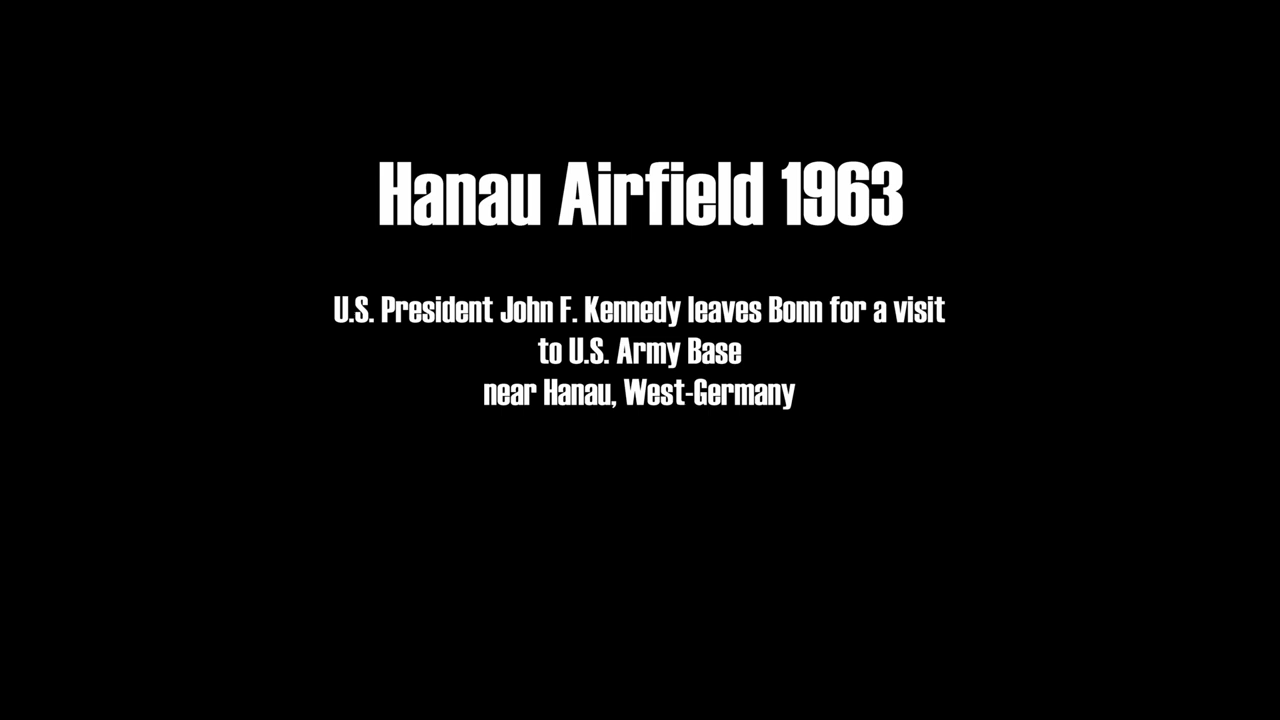 Hanau Airfield 1963
U.S. President John F. Kennedy leaves Bonn for a visit
to U.S. Army Base
near Hanau, West-Germany